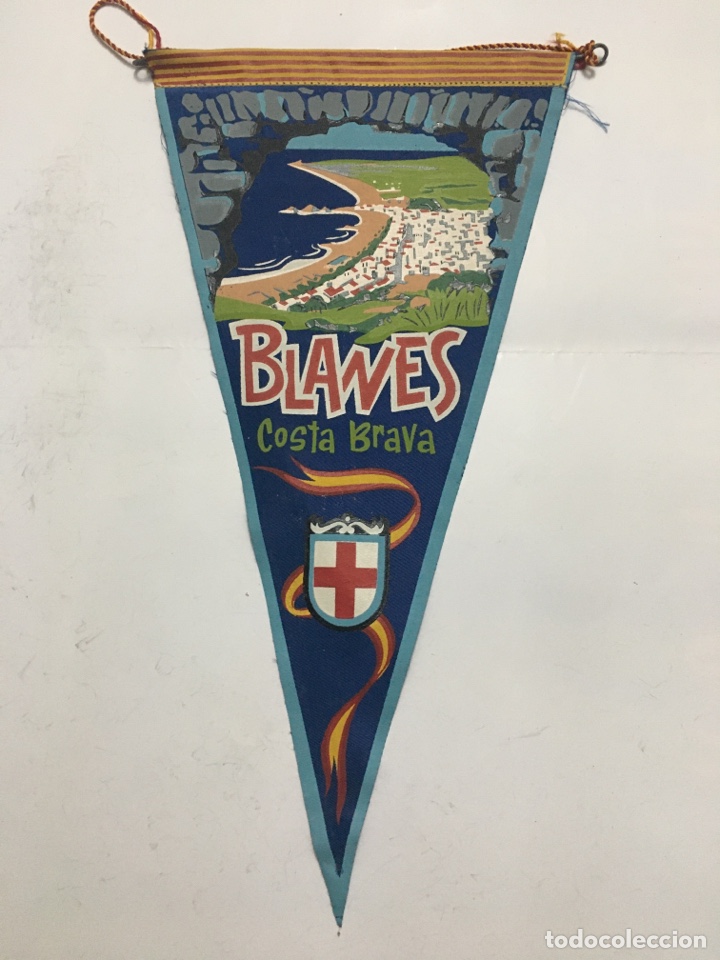 BLANES
Costa Brava
todocoleccion